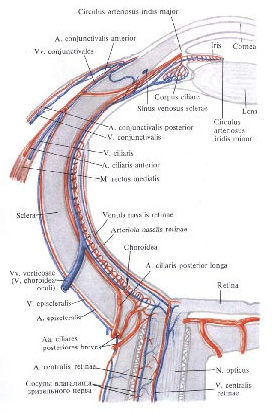 Circulus arteriosus iridis major
A. conjunctivalis anterior
Vv. conjunctivales
Iris
Cornea
Corpus ciliare
Sinus venosus sclerae
Lens
Circulus
arteriosus
iridis minor
A. conjunctivalis posterior
V. conjunctivalis
V. ciliaris
A. ciliaris anterior
M. rectus medialis
Sclera
Venula nasalis retinae
Arteriola nasalis retinae
Choroidea
A. ciliaris posterior longa
Vv. vorticosae
(V. choroideae
oculi)
Retina
V. episcleralis
A. episcleralis
Aa. ciliares
posteriores breves
A. centralis retinae
N. opticus
Сосуды влагалища
зрительного нерва
V. centralis
retinae